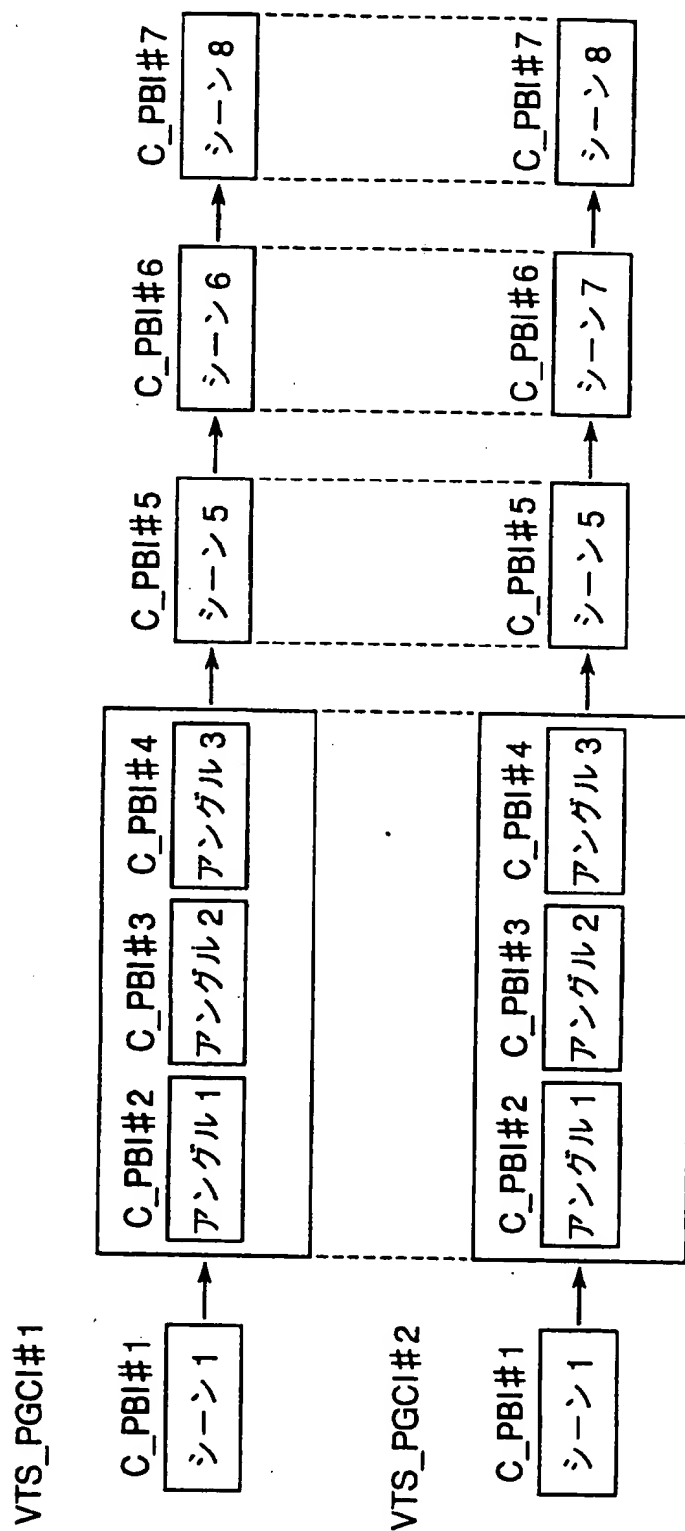 VTS_PGCI#1
C_PBI#1
シーン1
C_PBI#2
アングル1
C_PBI#3
アングル2
C_PBI#4
アングル3
C_PBI#5
シーン5
C_PBI#6
シーン6
C_PBI#7
シーン8
VTS_PGCI#2
C_PBI#1
シーン1
C_PBI#2
アングル1
C_PBI#3
アングル2
C_PBI#4
アングル3
C_PBI#5
シーン5
C_PBI#6
シーン7
C_PBI#7
シーン8